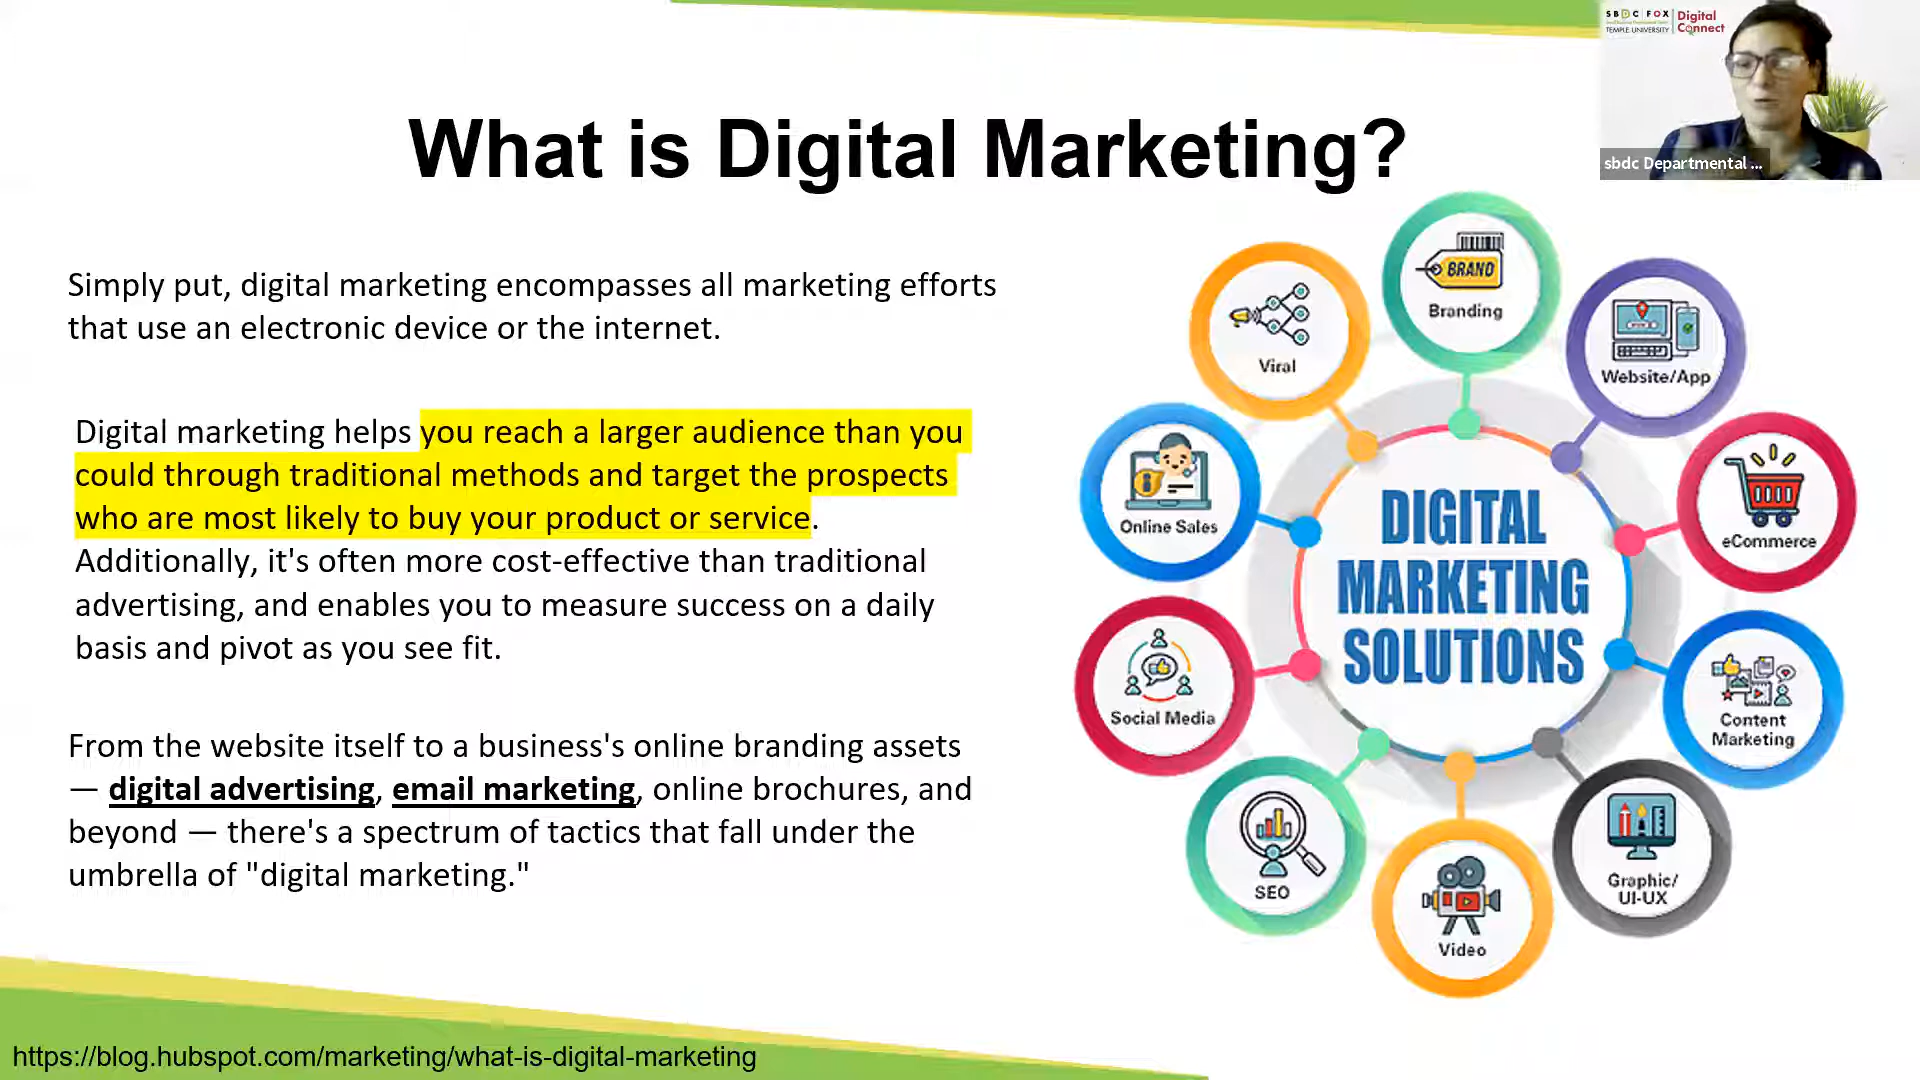 SBDC FOX
TEMPLE UNIVERSITY
Digital
Connect
sbdc Departmental ...
What is Digital Marketing?
Simply put, digital marketing encompasses all marketing efforts
that use an electronic device or the internet.
Digital marketing helps you reach a larger audience than you
could through traditional methods and target the prospects
who are most likely to buy your product or service.
Additionally, it's often more cost-effective than traditional
advertising, and enables you to measure success on a daily
basis and pivot as you see fit.
From the website itself to a business's online branding assets
— digital advertising, email marketing, online brochures, and
beyond — there's a spectrum of tactics that fall under the
umbrella of "digital marketing."
BRAND
Branding
Viral
Website/App
Online Sales
eCommerce
DIGITAL
MARKETING
SOLUTIONS
Social Media
Content
Marketing
SEO
Graphic/
UI-UX
Video
https://blog.hubspot.com/marketing/what-is-digital-marketing